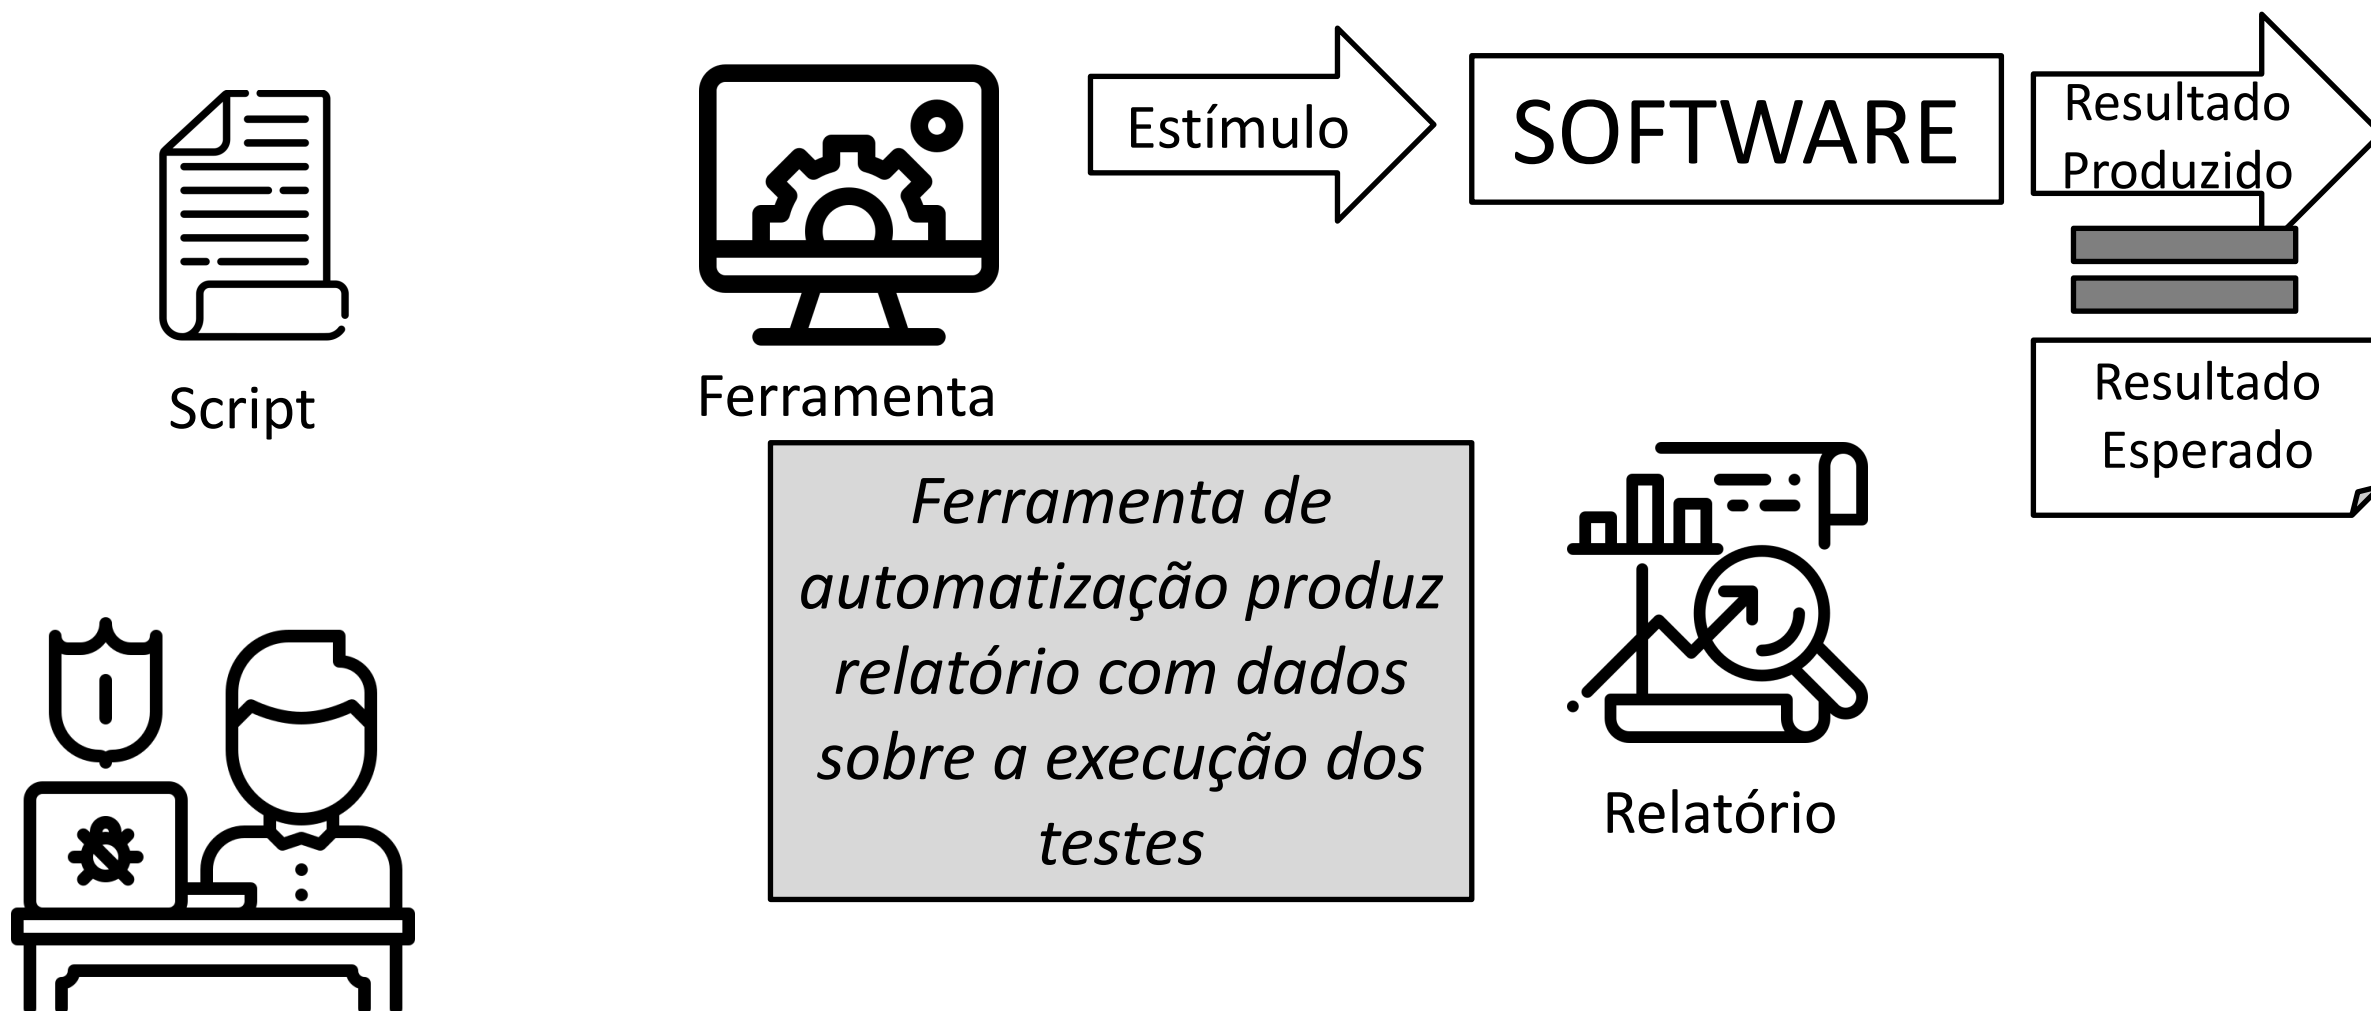 Script
Ferramenta
Estímulo
SOFTWARE
Resultado
Produzido
Resultado
Esperado
Ferramenta de
automatização produz
relatório com dados
sobre a execução dos
testes
Relatório